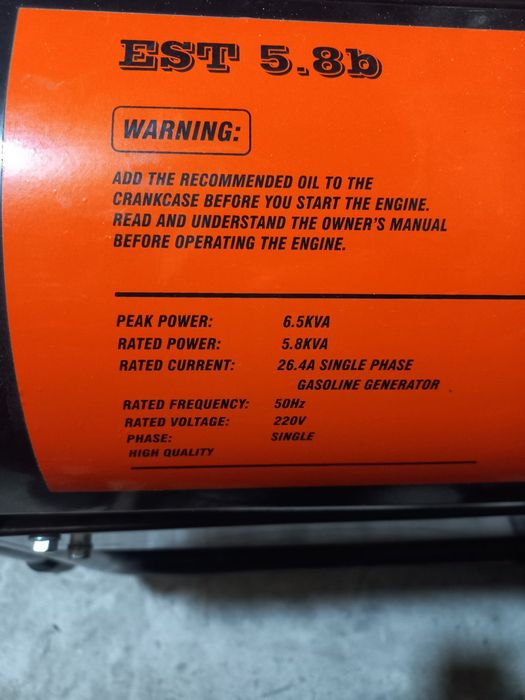 EST 5.8b
WARNING:
ADD THE RECOMMENDED OIL TO THE
CRANKCASE BEFORE YOU START THE ENGINE.
READ AND UNDERSTAND THE OWNER'S MANUAL
BEFORE OPERATING THE ENGINE.
PEAK POWER: 6.5KVA
RATED POWER: 5.8KVA
RATED CURRENT: 26.4A SINGLE PHASE
GASOLINE GENERATOR
RATED FREQUENCY: 50Hz
RATED VOLTAGE: 220V
PHASE: SINGLE
HIGH QUALITY